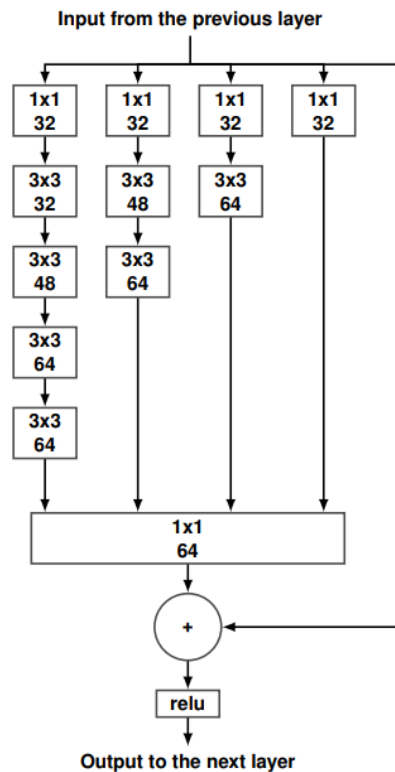 Input from the previous layer
1x1 1x1 1x1 1x1
32 32 32 32
3x3 3x3 3x3
32 48 64
3x3 3x3
48 64
3x3
64
3x3
64
1x1
64
+
relu
Output to the next layer